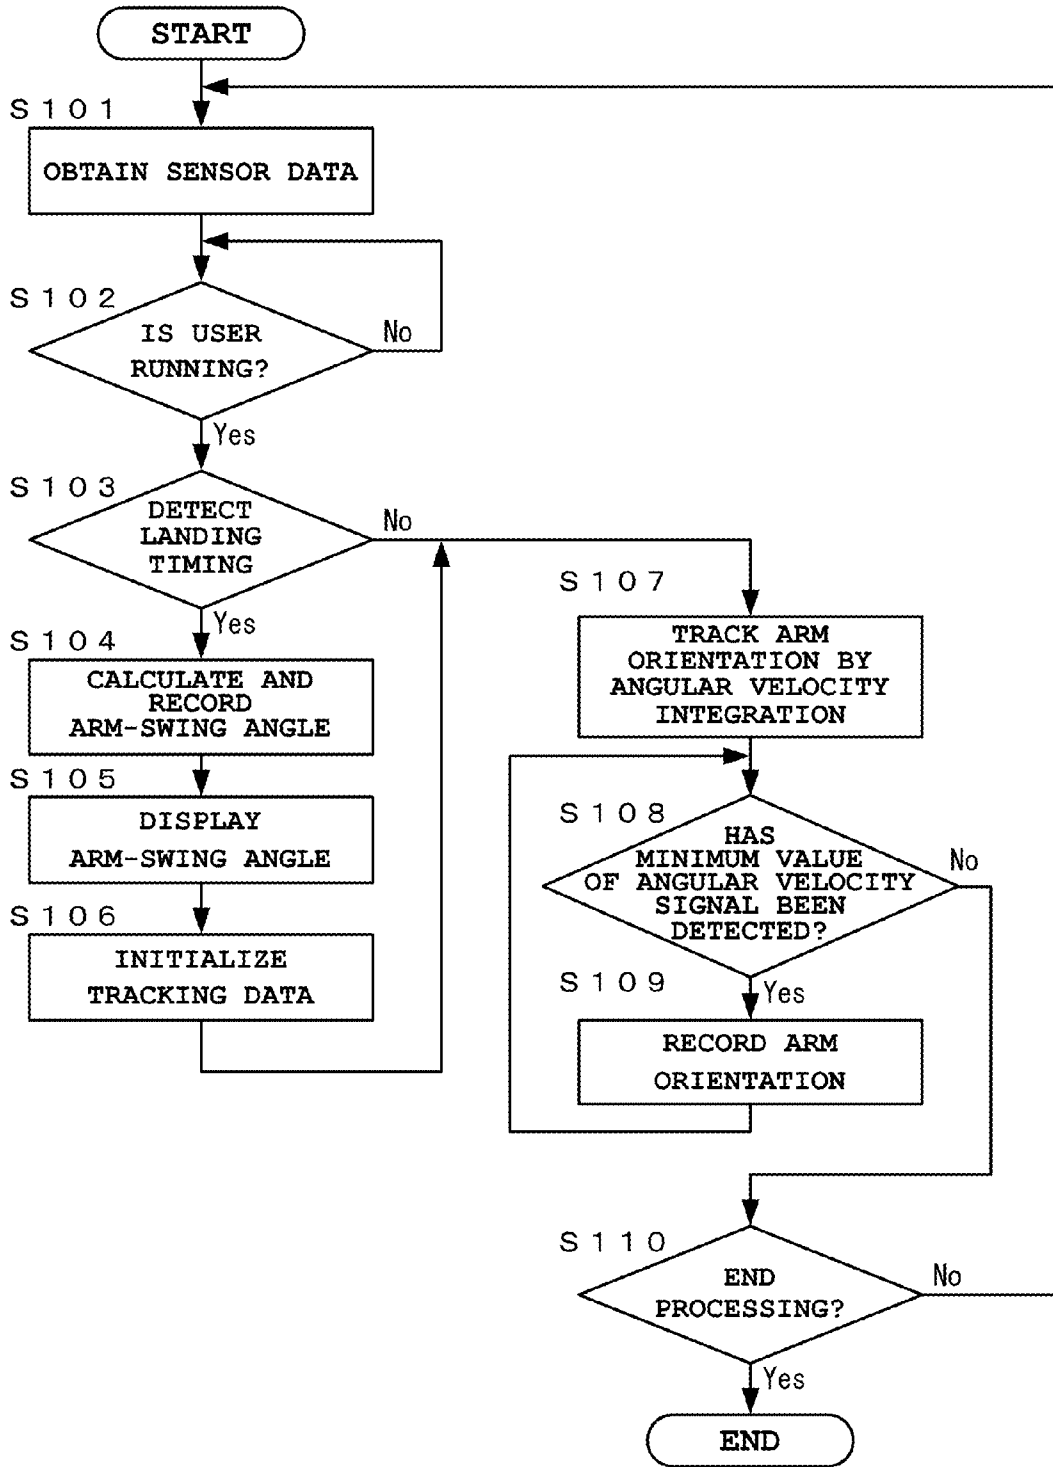 START
S101
OBTAIN SENSOR DATA
S102
IS USER
RUNNING?
No
Yes
S103
DETECT
LANDING
TIMING
No
Yes
S104
CALCULATE AND
RECORD
ARM-SWING ANGLE
S105
DISPLAY
ARM-SWING ANGLE
S106
INITIALIZE
TRACKING DATA
S107
TRACK ARM
ORIENTATION BY
ANGULAR VELOCITY
INTEGRATION
S108
HAS
MINIMUM VALUE
OF ANGULAR VELOCITY
SIGNAL BEEN
DETECTED?
No
Yes
S109
RECORD ARM
ORIENTATION
S110
END
PROCESSING?
No
Yes
END